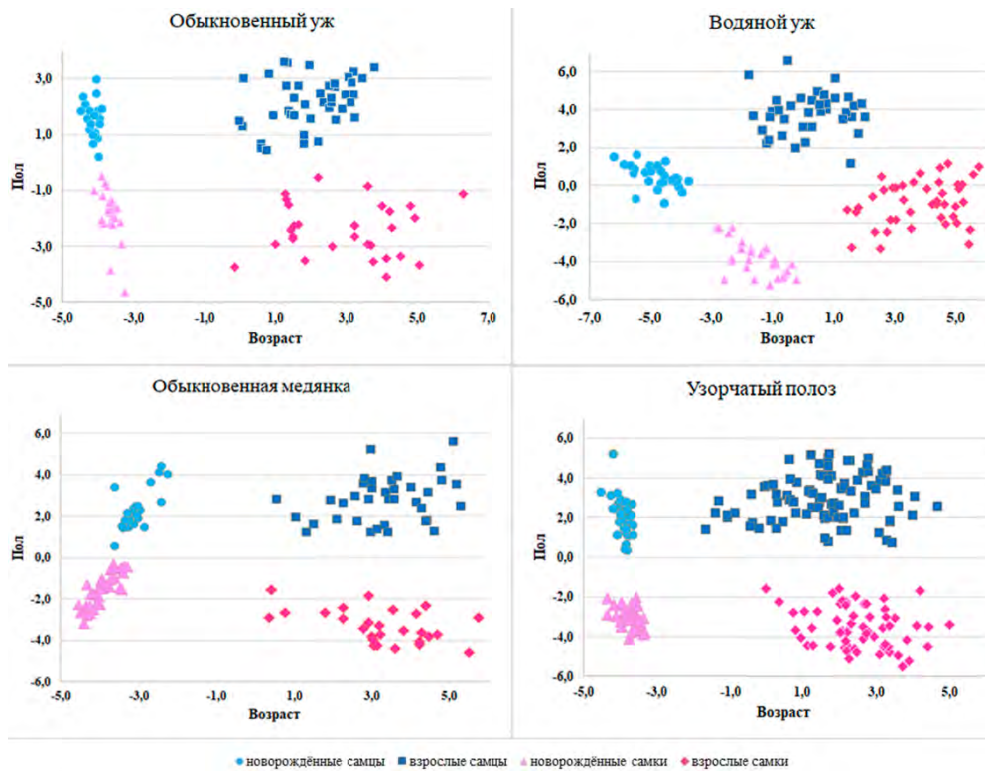 Обыкновенный уж
3,0
1,0
-1,0
-3,0
-5,0
-5,0 -3,0 -1,0 1,0 3,0 5,0 7,0
Пол
Возраст
Водяной уж
6,0
4,0
2,0
0,0
-2,0
-4,0
-6,0
-7,0 -5,0 -3,0 -1,0 1,0 3,0 5,0
Пол
Возраст
Обыкновенная медянка
6,0
4,0
2,0
0,0
-2,0
-4,0
-6,0
-5,0 -3,0 -1,0 1,0 3,0 5,0
Пол
Возраст
Узорчатый полоз
6,0
4,0
2,0
0,0
-2,0
-4,0
-6,0
-5,0 -3,0 -1,0 1,0 3,0 5,0
Пол
Возраст
новорождённые самцы взрослые самцы новорождённые самки взрослые самки